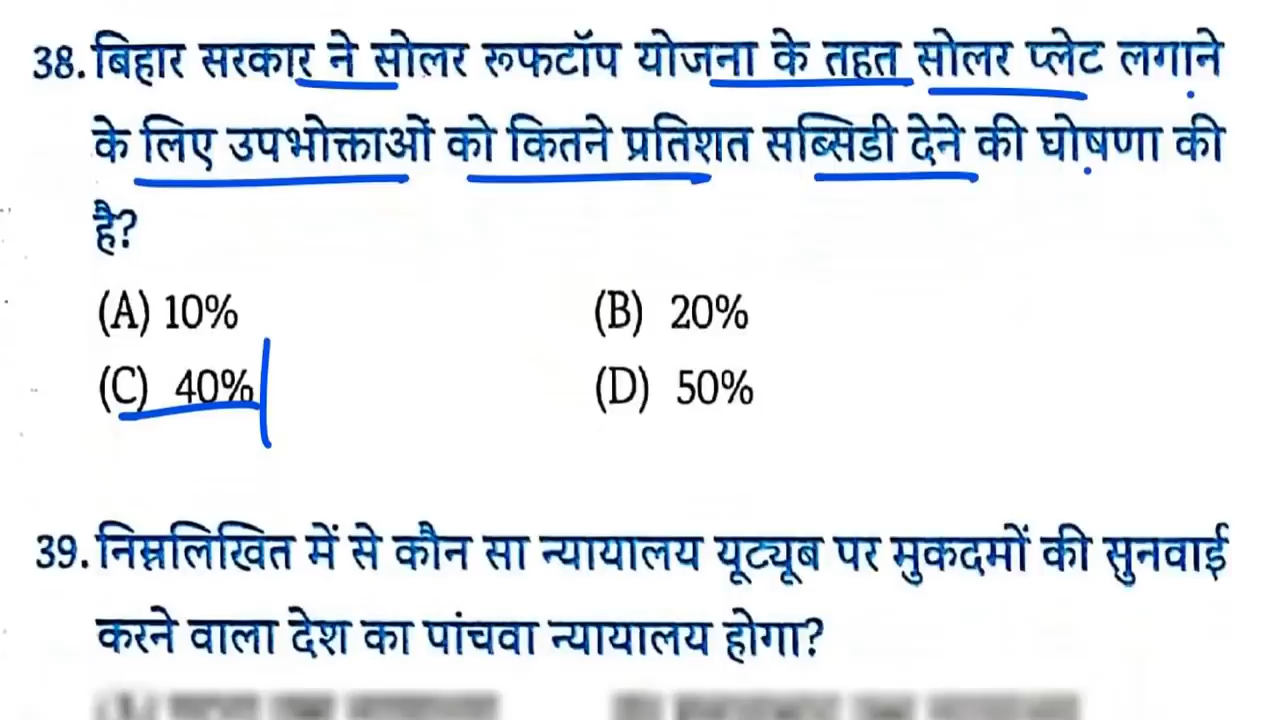 38. बिहार सरकार ने सोलर रूफटॉप योजना के तहत सोलर प्लेट लगाने
के लिए उपभोक्ताओं को कितने प्रतिशत सब्सिडी देने की घोषणा की
है?
(A) 10% (B) 20%
(C) 40% (D) 50%
39. निम्नलिखित में से कौन सा न्यायालय यूट्यूब पर मुकदमों की सुनवाई
करने वाला देश का पांचवा न्यायालय होगा?